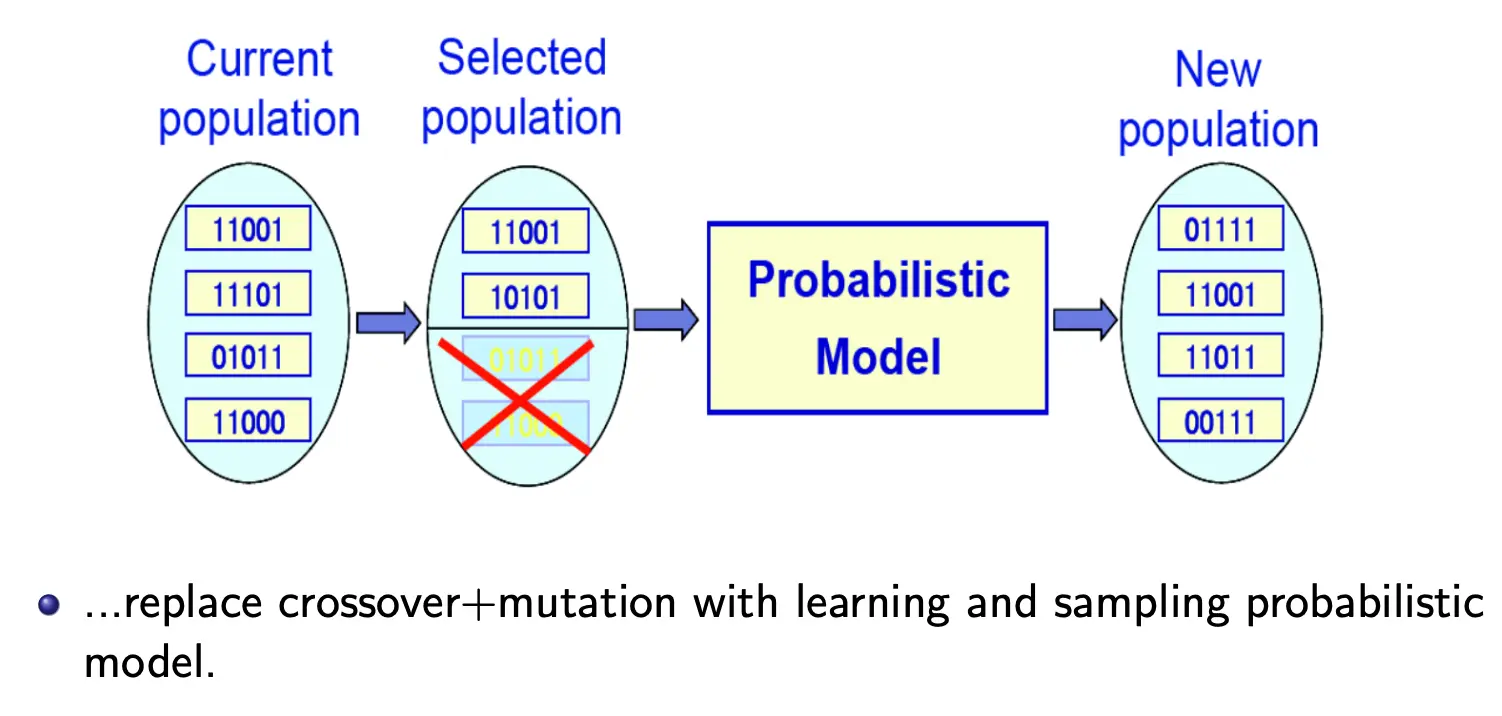 Current
population
Selected
population
New
population
11001
11101
01011
11000
11001
10101
01011
11000
Probabilistic
Model
01111
11001
11011
00111
...replace crossover+mutation with learning and sampling probabilistic
model.